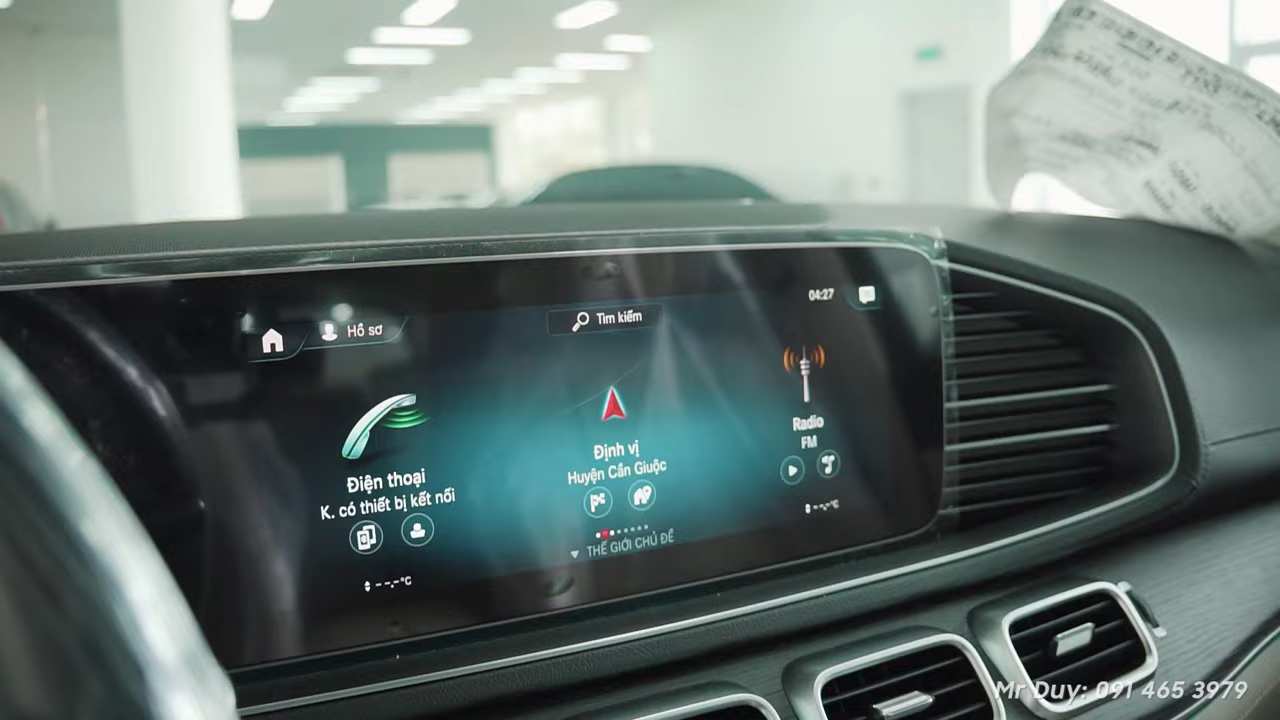 Hồ sơ
Tìm kiếm
04:27
Điện thoại
K. có thiết bị kết nối
Định vị
Huyện Cần Giuộc
Radio
FM
THẾ GIỚI CHỦ ĐỀ
--,-°C
--,-°C
Mr Duy: 091 465 3979